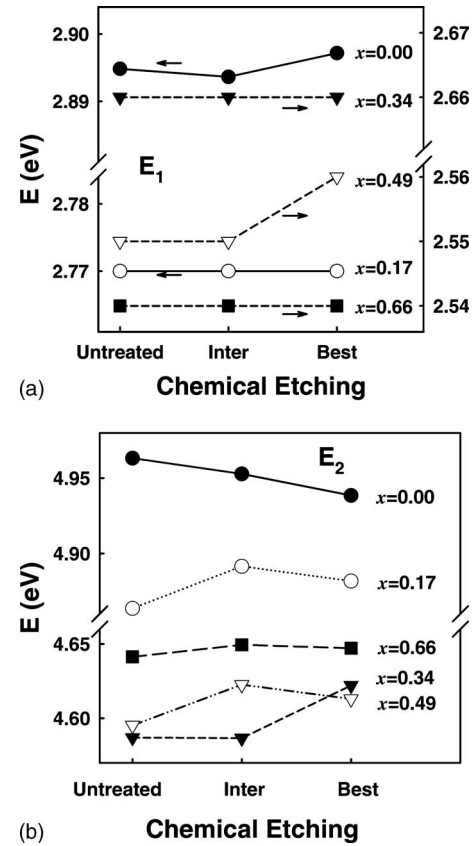 2.90
2.89
2.78
2.77
E (eV)
E1
2.67
2.66
2.56
2.55
2.54
x=0.00
x=0.34
x=0.49
x=0.17
x=0.66
Untreated Inter Best
(a) Chemical Etching
E2
4.95
4.90
4.65
4.60
E (eV)
x=0.00
x=0.17
x=0.66
x=0.34
x=0.49
Untreated Inter Best
(b) Chemical Etching